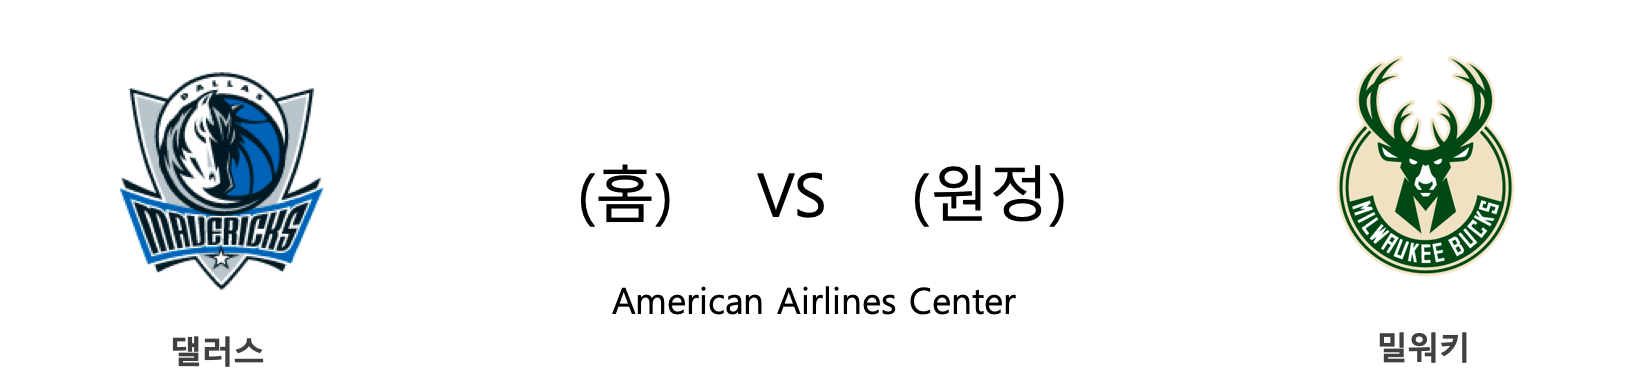 DALLAS
MAVERICKS
(홈) VS (원정)
MILWAUKEE BUCKS
American Airlines Center
댈러스
밀워키